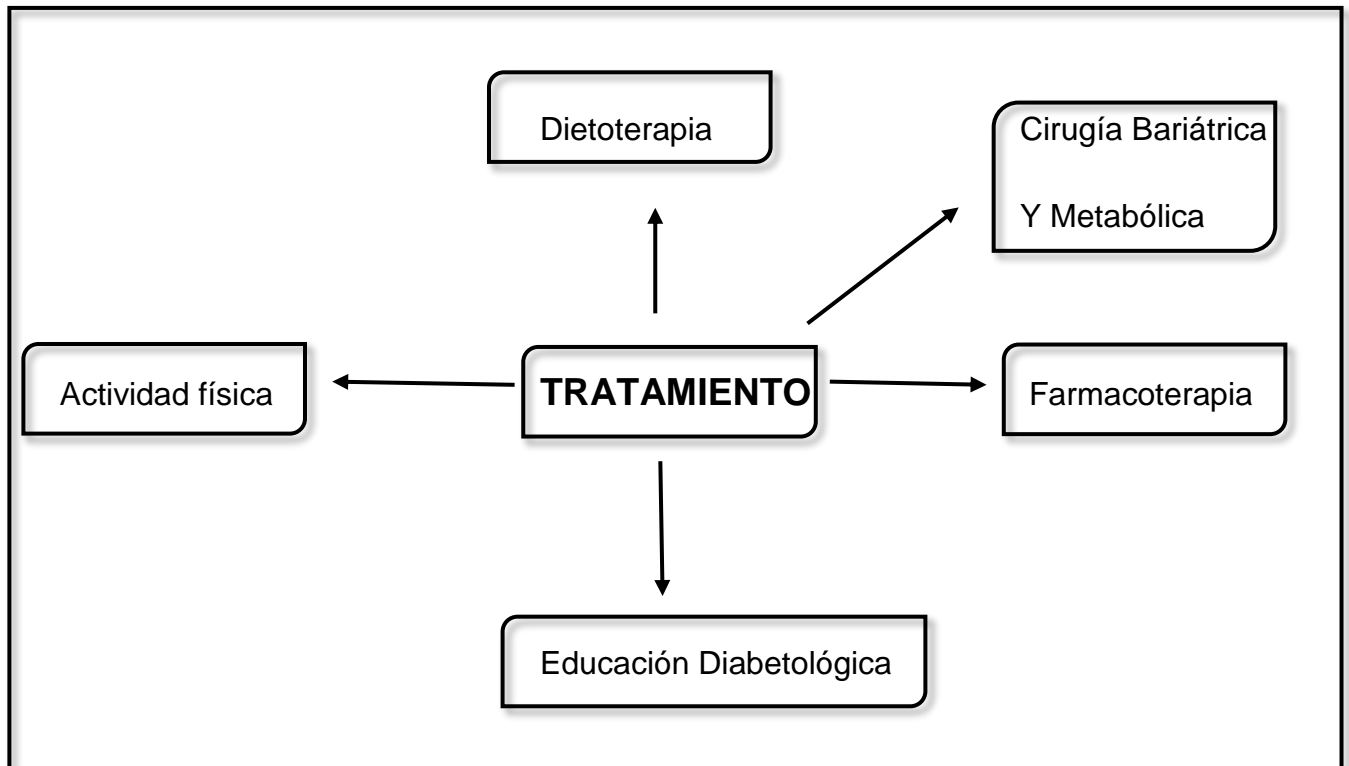 Dietoterapia
Cirugía Bariátrica
Y Metabólica
Actividad física
TRATAMIENTO
Farmacoterapia
Educación Diabetológica